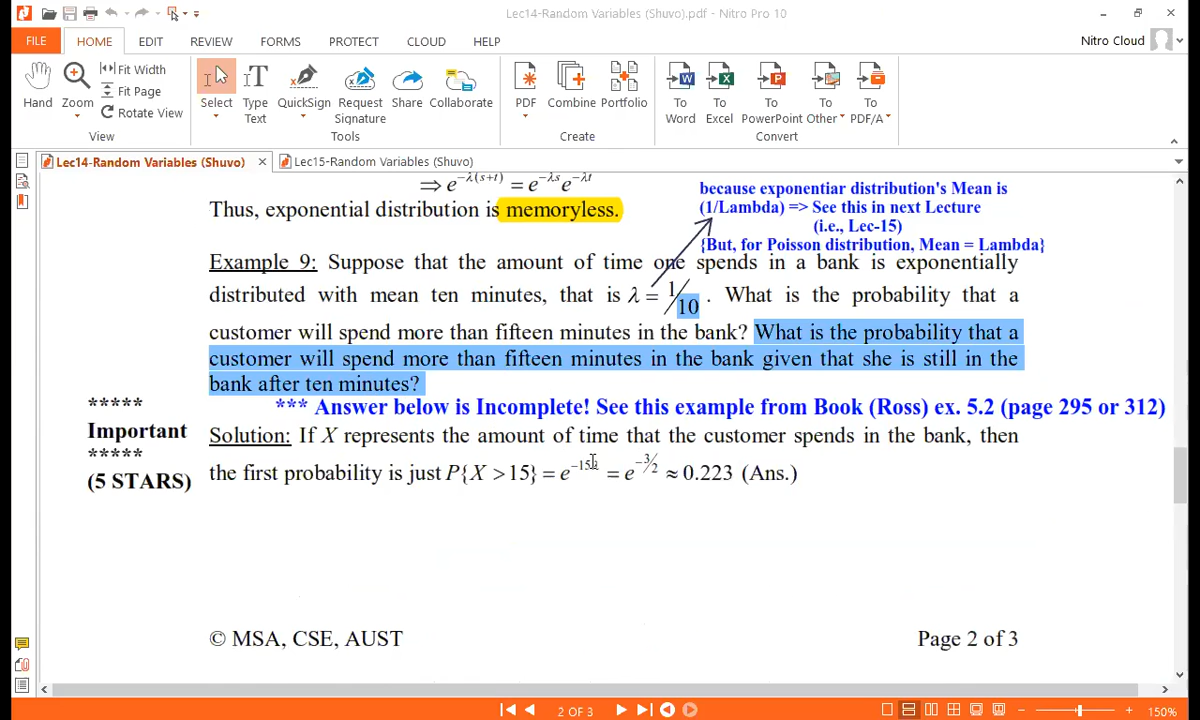 Lec14-Random Variables (Shuvo).pdf - Nitro Pro 10
FILE HOME EDIT REVIEW FORMS PROTECT CLOUD HELP
Nitro Cloud
Hand
Zoom
Fit Width
Fit Page
Rotate View
View
Select
Type Text
QuickSign
Request Signature
Share
Collaborate
Tools
PDF
Combine
Portfolio
Create
To Word
To Excel
To PowerPoint
To Other
To PDF/A
Convert
Lec14-Random Variables (Shuvo) ×
Lec15-Random Variables (Shuvo)
⇒ e^{-λ(s+t)} = e^{-λs} e^{-λt}
Thus, exponential distribution is memoryless.
because exponentiar distribution's Mean is
(1/Lambda) => See this in next Lecture
(i.e., Lec-15)
{But, for Poisson distribution, Mean = Lambda}
Example 9: Suppose that the amount of time one spends in a bank is exponentially
distributed with mean ten minutes, that is λ = 1/10 . What is the probability that a
customer will spend more than fifteen minutes in the bank? What is the probability that a
customer will spend more than fifteen minutes in the bank given that she is still in the
bank after ten minutes?
*** Answer below is Incomplete! See this example from Book (Ross) ex. 5.2 (page 295 or 312)
*****
Important
*****
(5 STARS)
Solution: If X represents the amount of time that the customer spends in the bank, then
the first probability is just P{X > 15} = e^{-15λ} = e^{-3/2} ≈ 0.223 (Ans.)
© MSA, CSE, AUST
Page 2 of 3
2 OF 3
150%